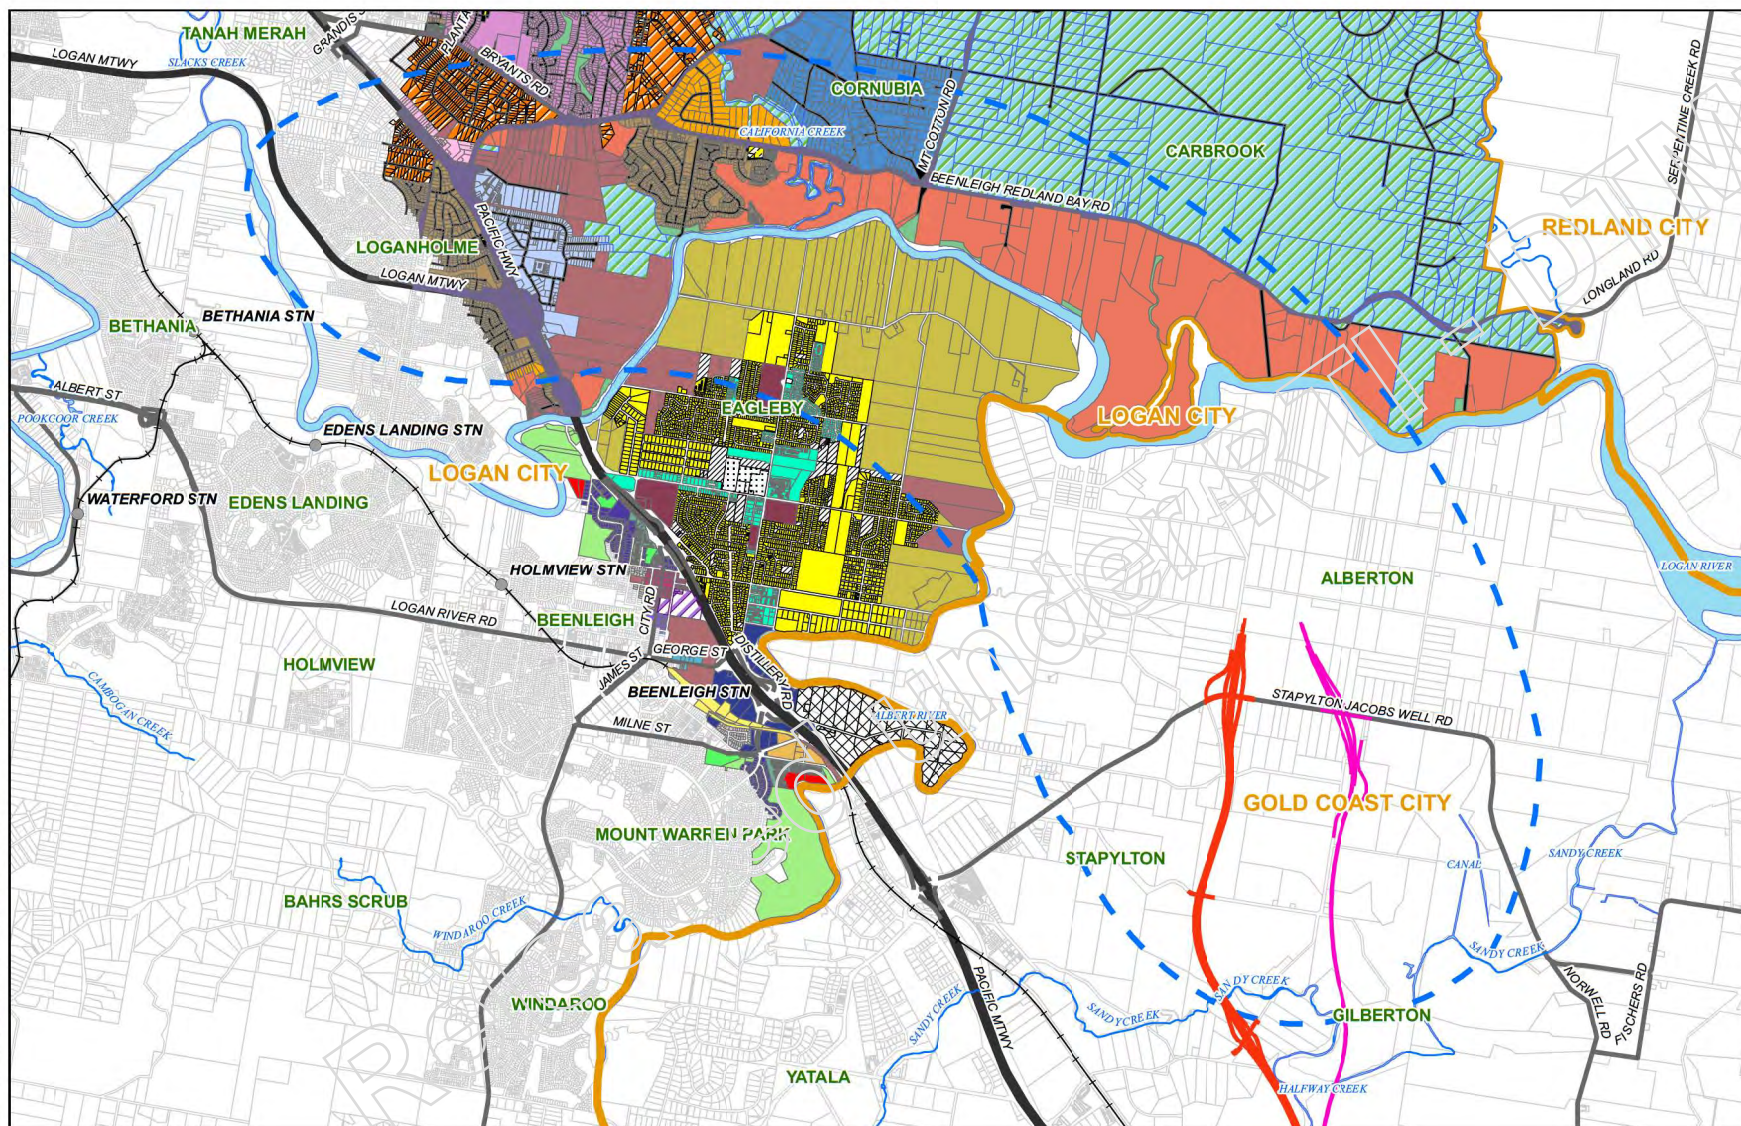 TANAH MERAH
GRANDIS
PLANTA
LOGAN MTWY
SLACKS CREEK
BRYANTS RD
CORNUBIA
MT COTTON RD
CALIFORNIA CREEK
CARBROOK
SERPENTINE CREEK RD
BEENLEIGH REDLAND BAY RD
REDLAND CITY
LONGLAND RD
LOGANHOLME
PACIFIC HWY
LOGAN MTWY
BETHANIA STN
BETHANIA
ALBERT ST
POOKCOOR CREEK
EAGLEBY
LOGAN CITY
EDENS LANDING STN
LOGAN CITY
WATERFORD STN
EDENS LANDING
HOLMVIEW STN
ALBERTON
LOGAN RIVER
LOGAN RIVER RD
BEENLEIGH
CITY RD
HOLMVIEW
JAMES ST
GEORGE ST
DISTILLERY RD
CAMBOGAN CREEK
BEENLEIGH STN
MILNE ST
ALBERT RIVER
STAPYLTON JACOBS WELL RD
GOLD COAST CITY
MOUNT WARREN PARK
STAPYLTON
CANAL
SANDY CREEK
BAHRS SCRUB
WINDAROO CREEK
SANDY CREEK
PACIFIC MTWY
SANDY CREEK
SANDY CREEK
SANDY CREEK
NORWELL RD
FISCHERS RD
WINDAROO
GILBERTON
YATALA
HALFWAY CREEK